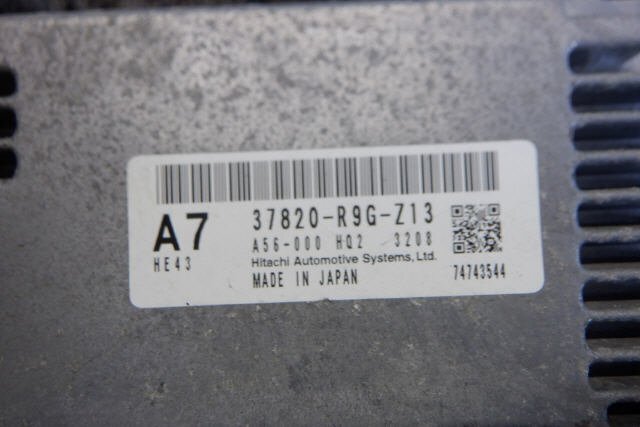 A7 37820-R9G-Z13
HE43 A56-000 HQ2 3208
Hitachi Automotive Systems, Ltd.
MADE IN JAPAN 74743544